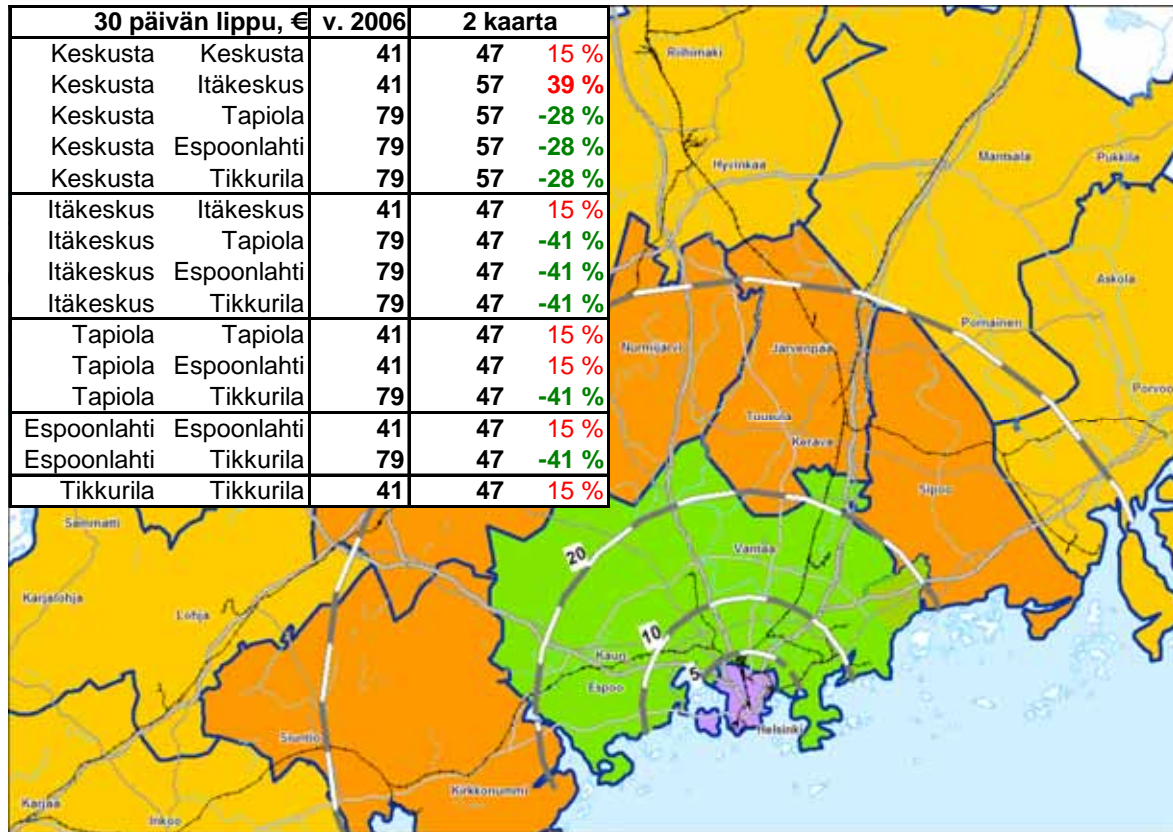 30 päivän lippu, € v. 2006 2 kaarta
Keskusta Keskusta 41 47 15 %
Keskusta Itäkeskus 41 57 39 %
Keskusta Tapiola 79 57 -28 %
Keskusta Espoonlahti 79 57 -28 %
Keskusta Tikkurila 79 57 -28 %
Itäkeskus Itäkeskus 41 47 15 %
Itäkeskus Tapiola 79 47 -41 %
Itäkeskus Espoonlahti 79 47 -41 %
Itäkeskus Tikkurila 79 47 -41 %
Tapiola Tapiola 41 47 15 %
Tapiola Espoonlahti 41 47 15 %
Tapiola Tikkurila 79 47 -41 %
Espoonlahti Espoonlahti 41 47 15 %
Espoonlahti Tikkurila 79 47 -41 %
Tikkurila Tikkurila 41 47 15 %
Riihimäki
Hyvinkää
Mäntsälä
Pukkila
Askola
Pornainen
Nurmijärvi
Järvenpää
Porvoo
Tuusula
Kerava
Sipoo
Sammatti
Vantaa
20
Karjalohja
Lohja
10
Kaun
5
Espoo
Helsinki
Siuntio
Kirkkonummi
Karjaa
Inkoo